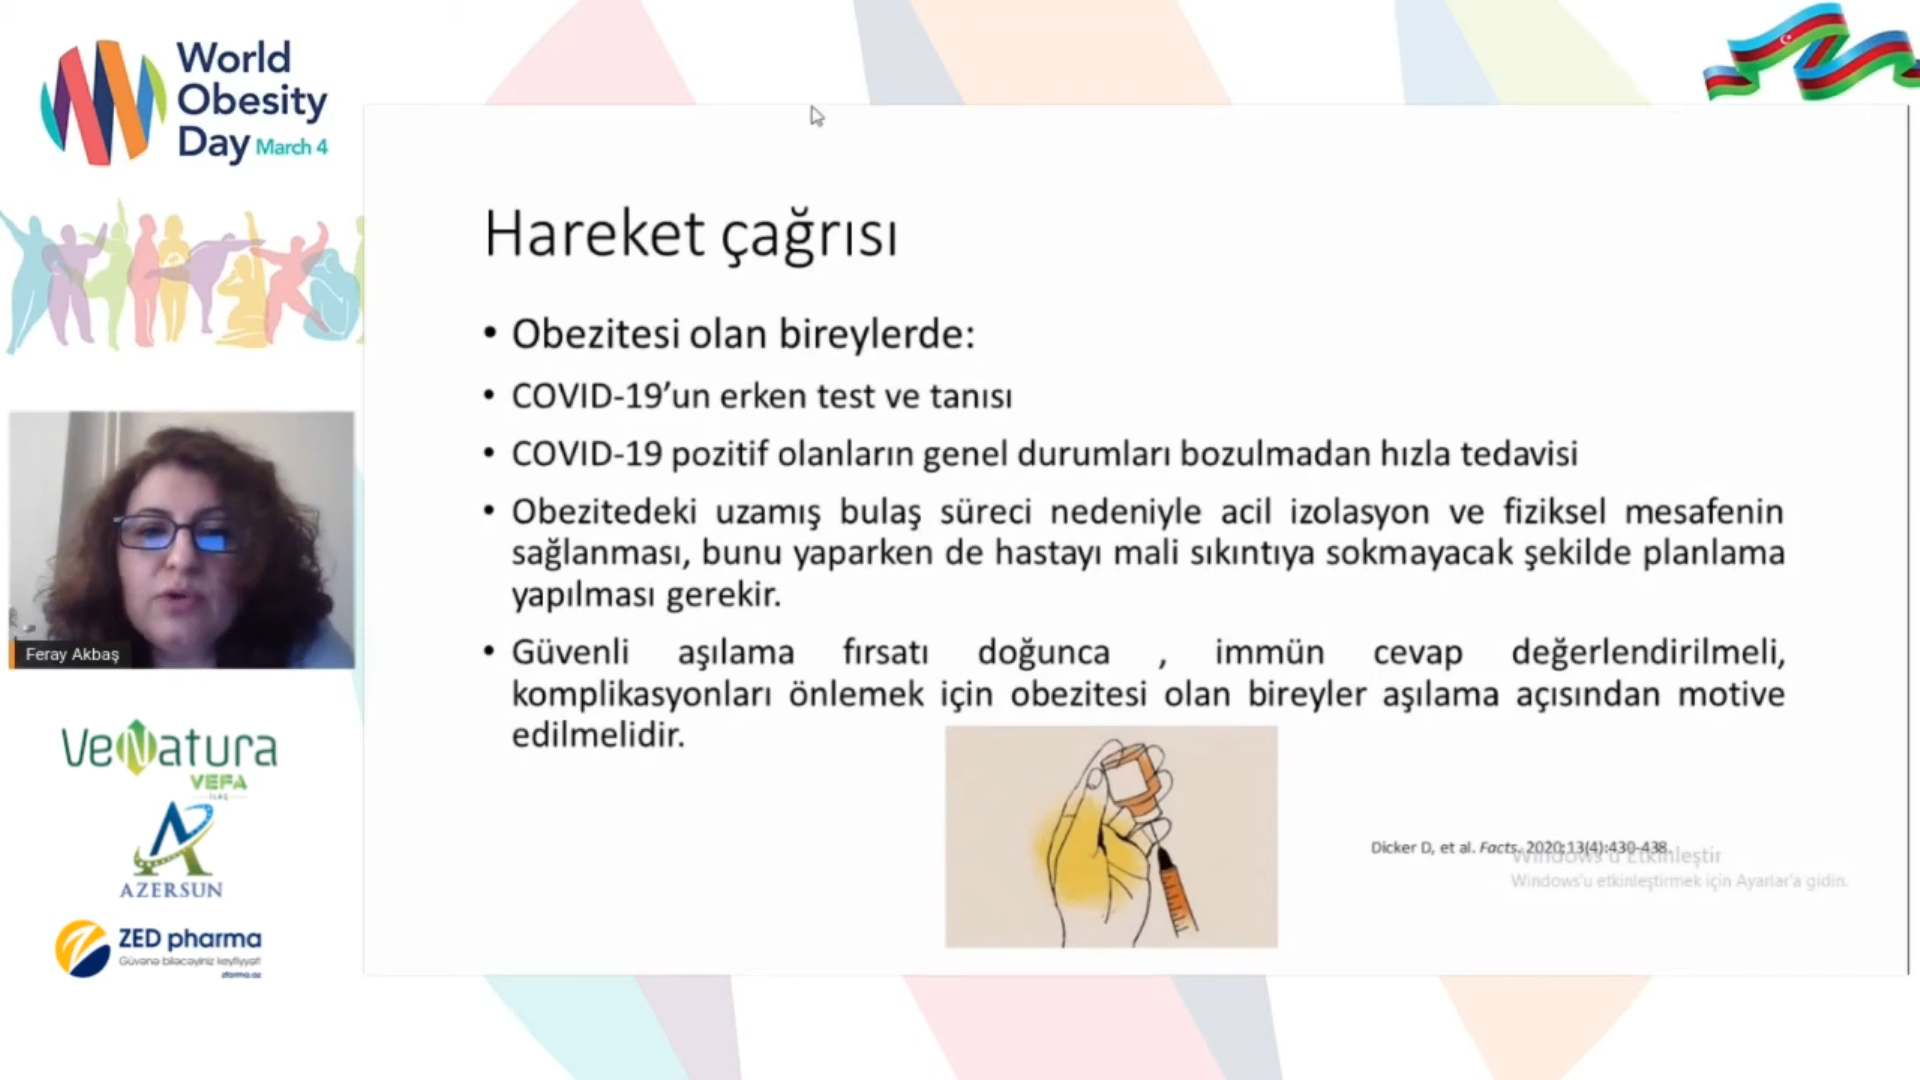 World
Obesity
Day March 4
Hareket çağrısı
• Obezitesi olan bireylerde:
• COVID-19’un erken test ve tanısı
• COVID-19 pozitif olanların genel durumları bozulmadan hızla tedavisi
• Obezitedeki uzamış bulaş süreci nedeniyle acil izolasyon ve fiziksel mesafenin
sağlanması, bunu yaparken de hastayı mali sıkıntıya sokmayacak şekilde planlama
yapılması gerekir.
• Güvenli aşılama fırsatı doğunca , immün cevap değerlendirilmeli,
komplikasyonları önlemek için obezitesi olan bireyler aşılama açısından motive
edilmelidir.
Dicker D, et al. Facts. 2020;13(4):430-438.
Windows'u Etkinleştir
Windows'u etkinleştirmek için Ayarlar'a gidin.
Feray Akbaş
VeNatura
VEFA
İLAÇ
AZERSUN
ZED pharma
Güvənə biləcəyiniz keyfiyyət!